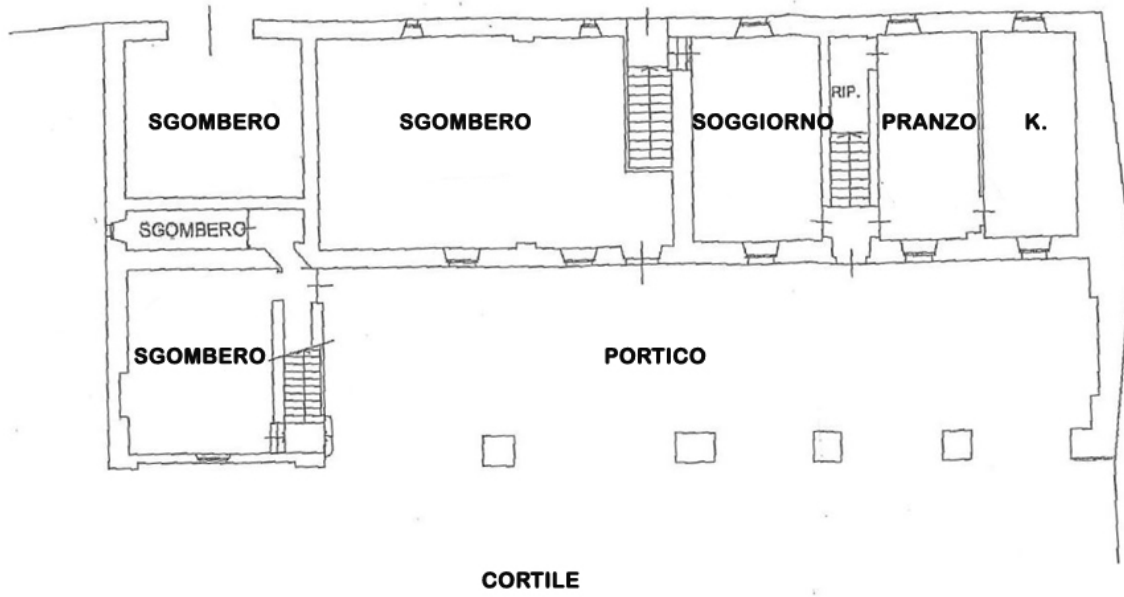 RIP.
SGOMBERO
SGOMBERO
SOGGIORNO
PRANZO
K.
SGOMBERO
SGOMBERO
PORTICO
CORTILE